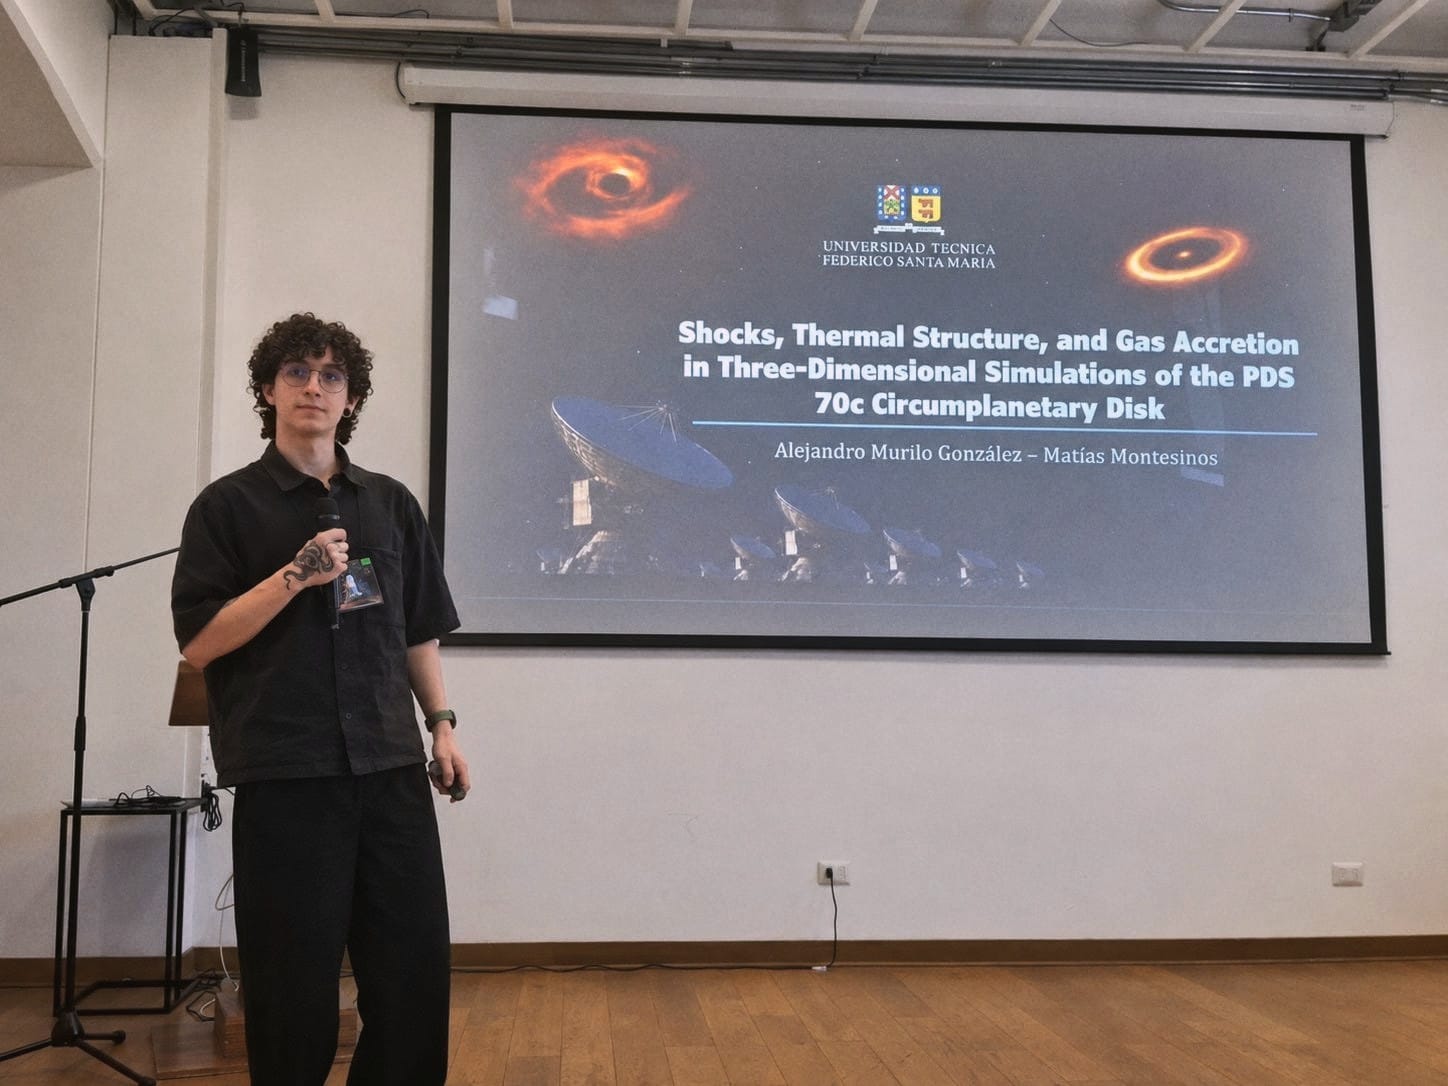 UNIVERSIDAD TECNICA
FEDERICO SANTA MARIA
Shocks, Thermal Structure, and Gas Accretion
in Three-Dimensional Simulations of the PDS
70c Circumplanetary Disk
Alejandro Murilo González – Matías Montesinos